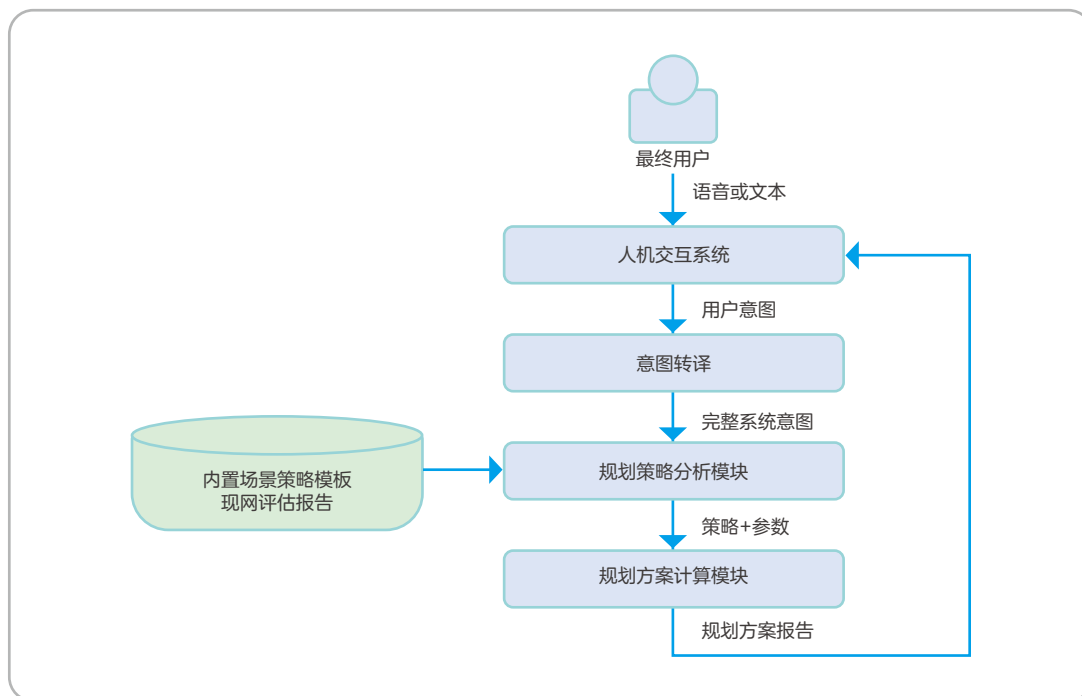 最终用户
语音或文本
人机交互系统
用户意图
意图转译
完整系统意图
内置场景策略模板
现网评估报告
规划策略分析模块
策略+参数
规划方案计算模块
规划方案报告